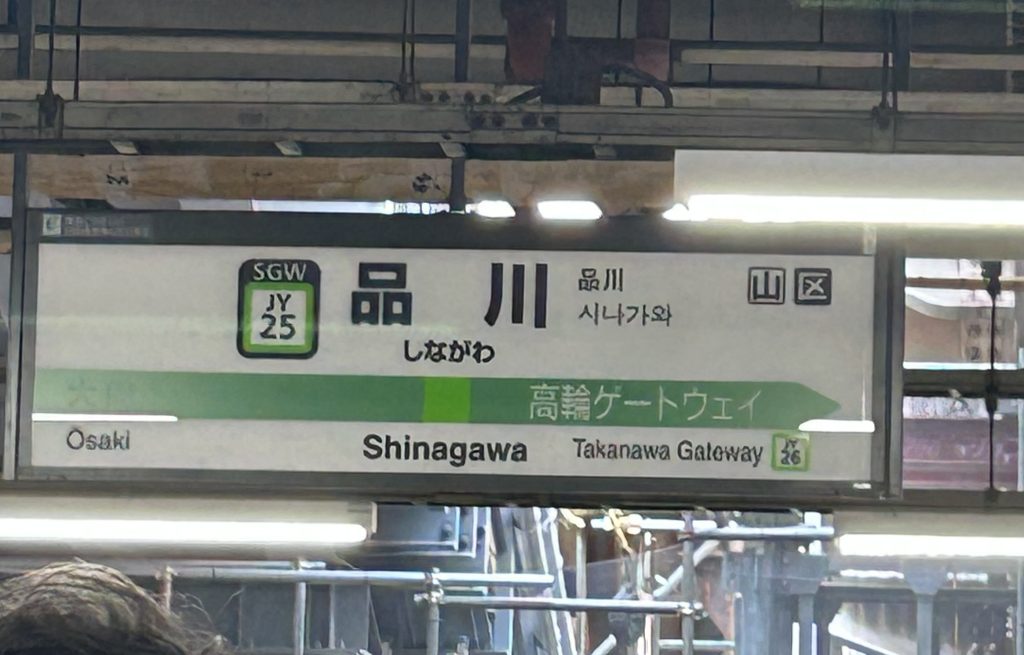 SGW
JY
25
品川
しながわ
品川
시나가와
山 区
高輪ゲートウェイ
Osaki
Shinagawa
Takanawa Gateway
JY
26